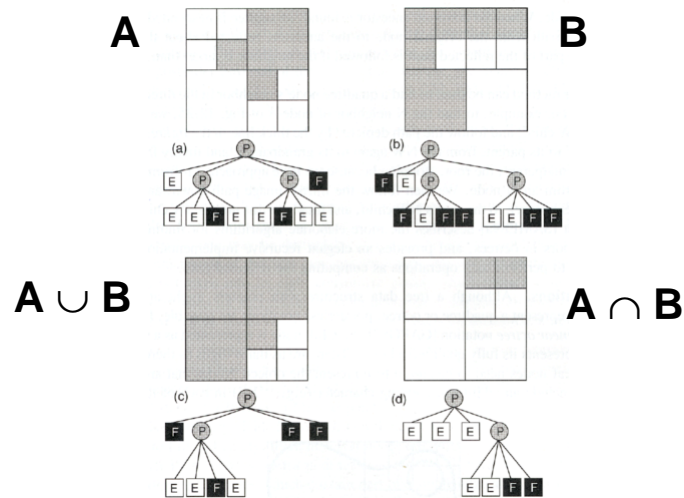 A
B
(a)
P
E P P F
E E F E E F E E
(b)
P
F E P P
F E F F E E F F
A ∪ B
A ∩ B
(c)
P
F P F F
E E F E
(d)
P
E E E P
E E F F